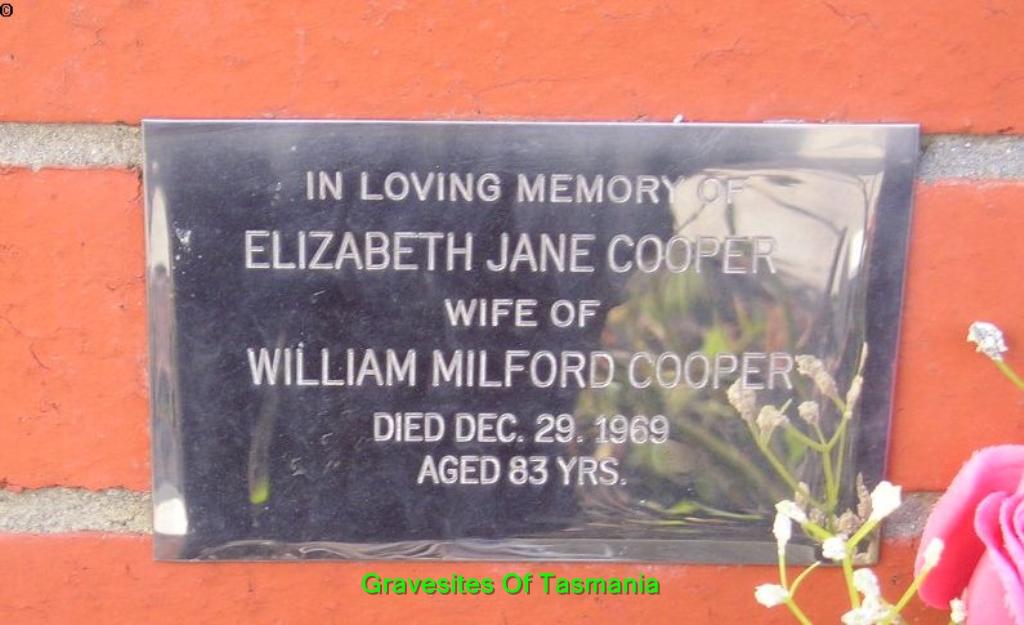 ©
IN LOVING MEMORY OF
ELIZABETH JANE COOPER
WIFE OF
WILLIAM MILFORD COOPER
DIED DEC. 29. 1969
AGED 83 YRS.
Gravesites Of Tasmania